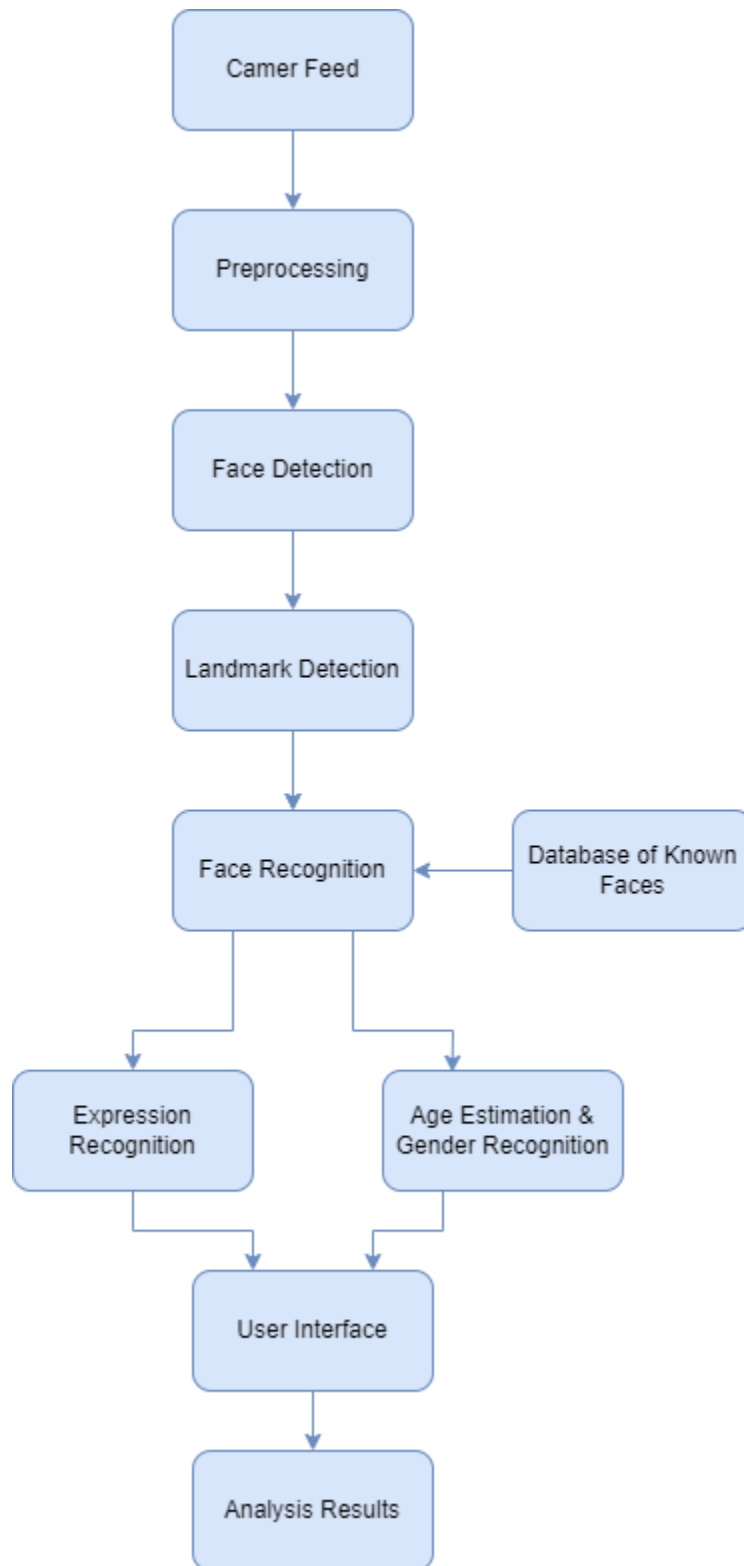 Camer Feed
Preprocessing
Face Detection
Landmark Detection
Face Recognition
Database of Known
Faces
Expression
Recognition
Age Estimation &
Gender Recognition
User Interface
Analysis Results